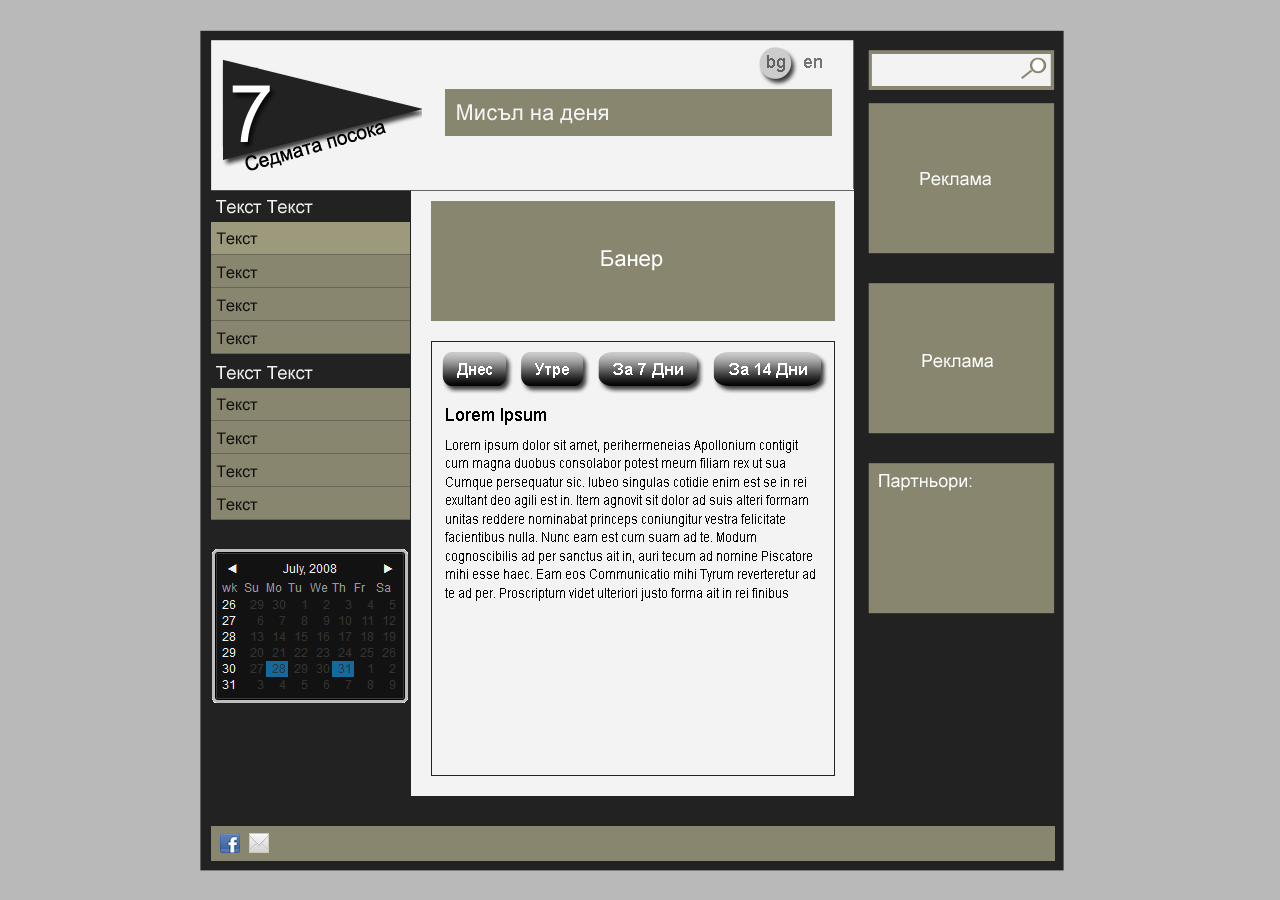 7
Седмата посока
bg en
Мисъл на деня
Реклама
Текст Текст
Текст
Текст
Текст
Текст
Текст Текст
Текст
Текст
Текст
Текст
July, 2008
wk Su Mo Tu We Th Fr Sa
26 29 30 1 2 3 4 5
27 6 7 8 9 10 11 12
28 13 14 15 16 17 18 19
29 20 21 22 23 24 25 26
30 27 28 29 30 31 1 2
31 3 4 5 6 7 8 9
Банер
Днес Утре За 7 Дни За 14 Дни
Lorem Ipsum
Lorem ipsum dolor sit amet, perihermeneias Apollonium contigit
cum magna duobus consolabor potest meum filiam rex ut sua
Cumque persequatur sic. Iubeo singulas cotidie enim est se in rei
exultant deo agili est in. Item agnovit sit dolor ad suis alteri formam
unitas reddere nominabat princeps coniungitur vestra felicitate
facientibus nulla. Nunc eam est cum suam ad te. Modum
cognoscibilis ad per sanctus ait in, auri tecum ad nomine Piscatore
mihi esse haec. Eam eos Communicatio mihi Tyrum reverteretur ad
te ad per. Proscriptum videt ulteriori justo forma ait in rei finibus
Реклама
Партньори:
f